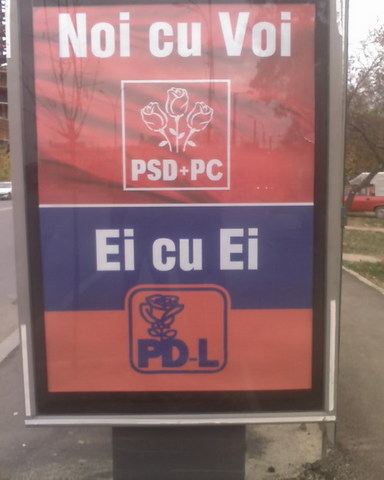 Noi cu Voi
PSD+PC
Ei cu Ei
PD-L